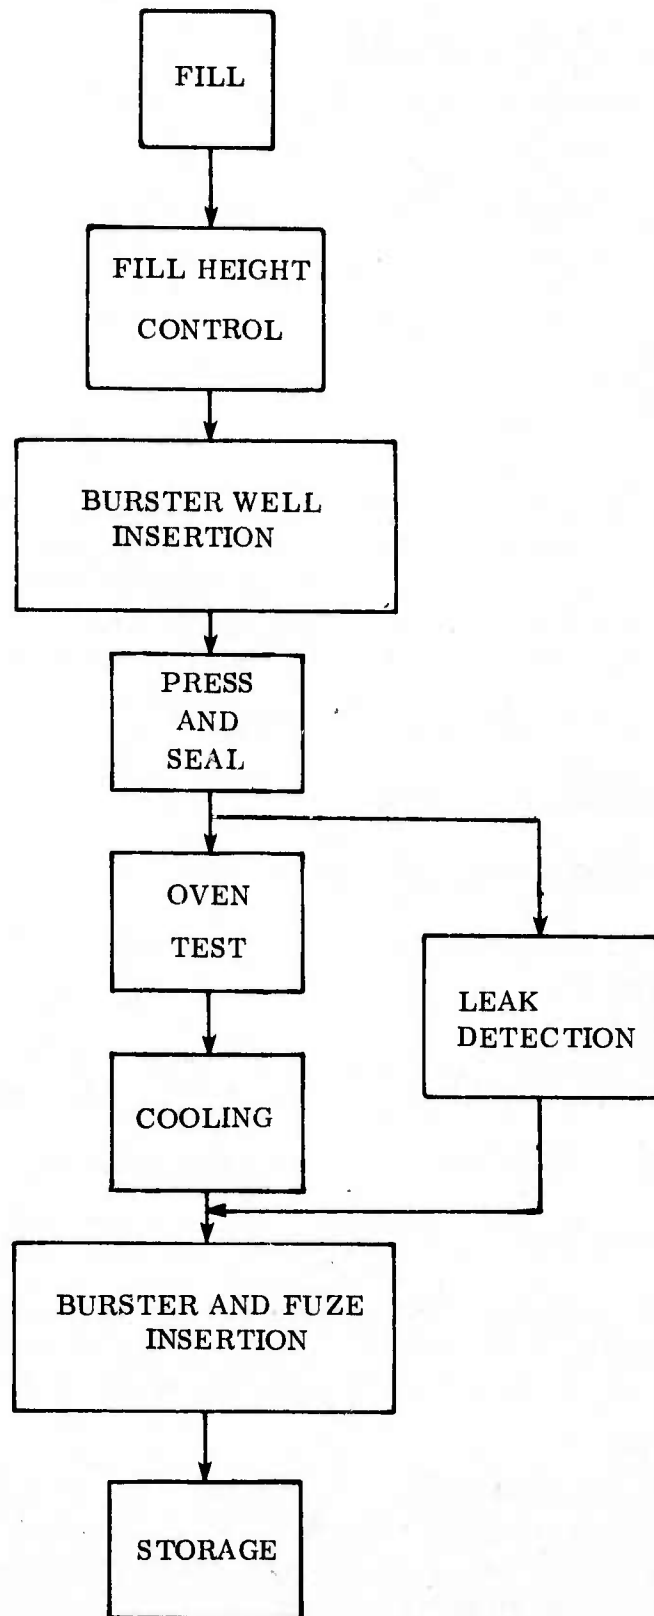 FILL
FILL HEIGHT
CONTROL
BURSTER WELL
INSERTION
PRESS
AND
SEAL
OVEN
TEST
LEAK
DETECTION
COOLING
BURSTER AND FUZE
INSERTION
STORAGE